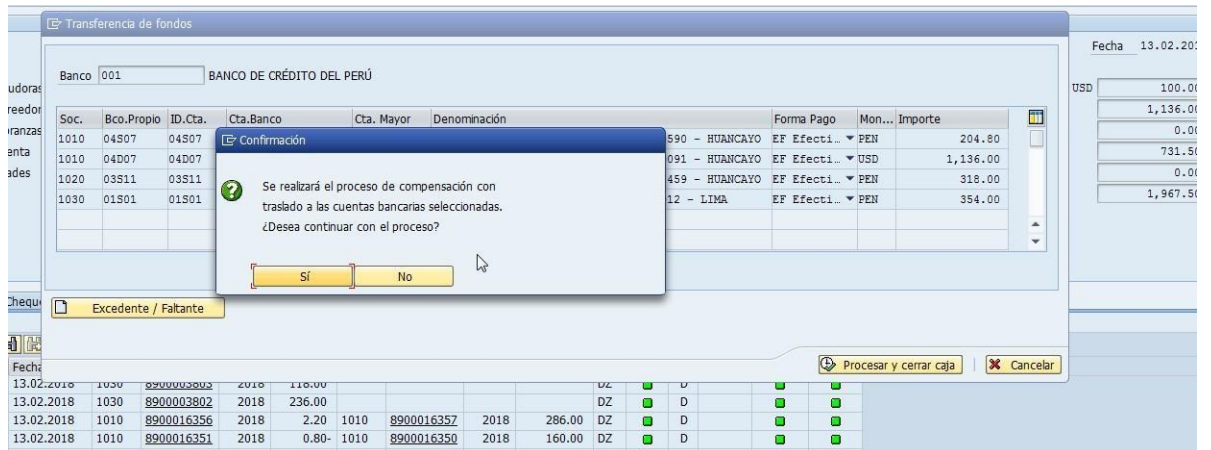 Transferencia de fondos
Fecha 13.02.201
Banco 001 BANCO DE CRÉDITO DEL PERÚ
USD 100.00
1,136.00
0.00
731.50
0.00
1,967.50
Soc. Bco.Propio ID.Cta. Cta.Banco Cta. Mayor Denominación Forma Pago Mon... Importe
1010 04S07 04S07 590 - HUANCAYO EF Efecti... PEN 204.80
1010 04D07 04D07 091 - HUANCAYO EF Efecti... USD 1,136.00
1020 03S11 03S11 459 - HUANCAYO EF Efecti... PEN 318.00
1030 01S01 01S01 12 - LIMA EF Efecti... PEN 354.00
Confirmación
Se realizará el proceso de compensación con
traslado a las cuentas bancarias seleccionadas.
¿Desea continuar con el proceso?
Sí No
Excedente / Faltante
Procesar y cerrar caja Cancelar
Fecha
13.02.2018 1030 8900003803 2018 118.00 DZ D
13.02.2018 1030 8900003802 2018 236.00 DZ D
13.02.2018 1010 8900016356 2018 2.20 1010 8900016357 2018 286.00 DZ D
13.02.2018 1010 8900016351 2018 0.80- 1010 8900016350 2018 160.00 DZ D